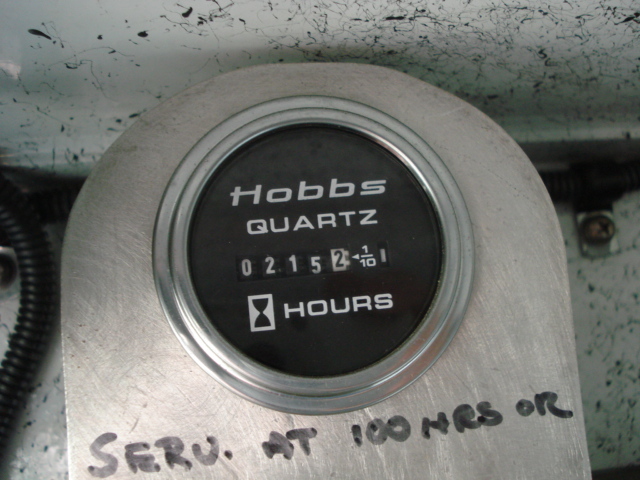 Hobbs
QUARTZ
02152 1/10
HOURS
SERV. AT 100 HRS OR